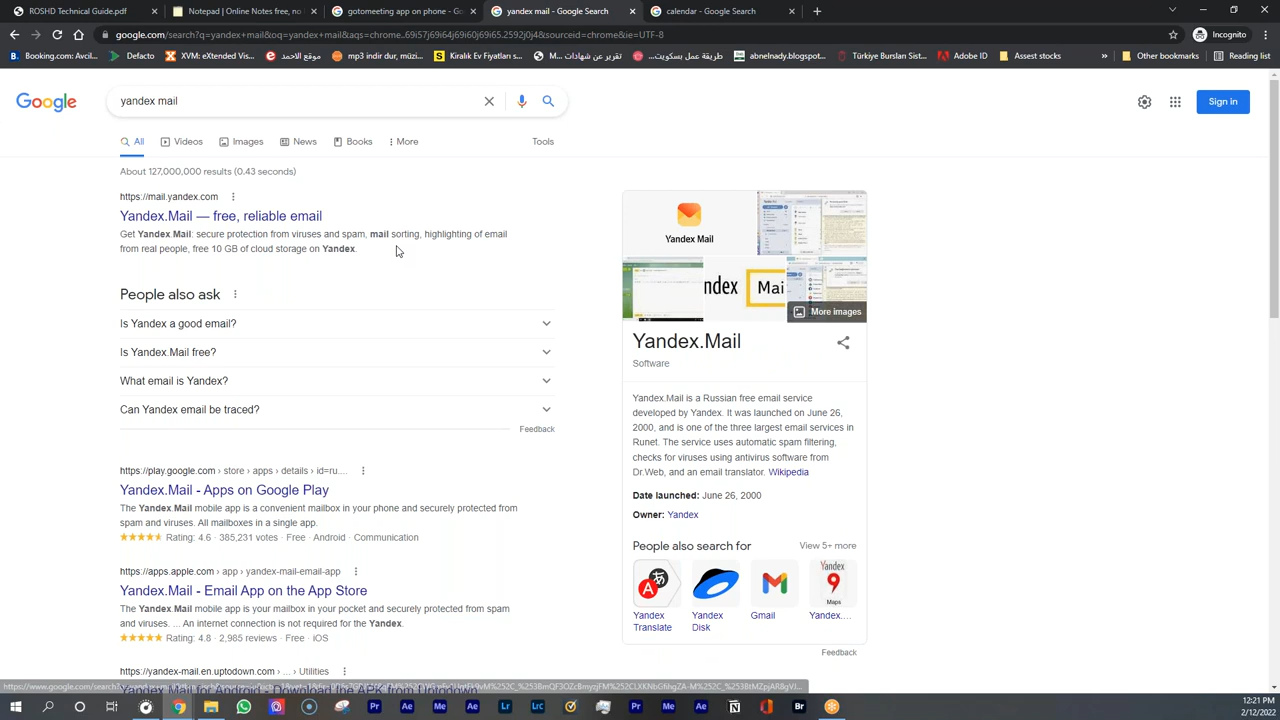 ROSHD Technologies
Notepad | Online Notes free, no
gotomeeting app on phone - Go
yandex mail - Google Search
calendar - Google Search
google.com/search?q=yandex+mail&oq=yandex+mail&aqs=chrome..69i57j69i64j69i60j69i65.2592j0j4&sourceid=chrome&ie=UTF-8
Incognito
Booking.com: Avcil...
Defacto
XVM: eXtended V...
موقع الاحمد
mp3 indir dur, müzi...
Kiralık Ev Fiyatları s...
تقرير عن شهادات M...
طريقة عمل بسكويت...
abnelnady.blogspot...
Türkiye Bursları Sist...
Adobe ID
Assest stocks
»
Other bookmarks
Reading list
Google
yandex mail
Sign in
All
Videos
Images
News
Books
More
Tools
About 127,000,000 results (0.43 seconds)
https://mail.yandex.com
Yandex Mail — free, reliable email
secure protection from viruses and spam, mail sorting, highlighting of email
from real people, free 10 GB of cloud storage on Yandex.
People also ask
Is Yandex a good email?
Is Yandex.Mail free?
What email is Yandex?
Can Yandex email be traced?
Feedback
https://play.google.com › store › apps › details › id=ru....
Yandex.Mail - Apps on Google Play
The Yandex.Mail mobile app is a convenient mailbox in your phone and securely protected from
spam and viruses. All mailboxes in a single app.
Rating: 4.6 · 385,231 votes · Free · Android · Communication
https://apps.apple.com › app › yandex-mail-email-app
Yandex.Mail - Email App on the App Store
The Yandex.Mail mobile app is your mailbox in your pocket and securely protected from spam
and viruses. ... An internet connection is not required for the Yandex.
Rating: 4.8 · 2,985 reviews · Free · iOS
https://yandex-mail.en.uptodown.com › ... › Utilities
Yandex Mail for Android - Download the APK from Uptodown
Yandex Mail
ndex
Mai
More images
Yandex.Mail
Software
Yandex.Mail is a Russian free email service
developed by Yandex. It was launched on June 26,
2000, and is one of the three largest email services in
Runet. The service uses automatic spam filtering,
checks for viruses using antivirus software from
Dr.Web, and an email translator. Wikipedia
Date launched: June 26, 2000
Owner: Yandex
People also search for
View 5+ more
Yandex
Maps
Yandex Translate
Yandex Disk
Gmail
Yandex....
Feedback
12:21 PM
2/12/2022